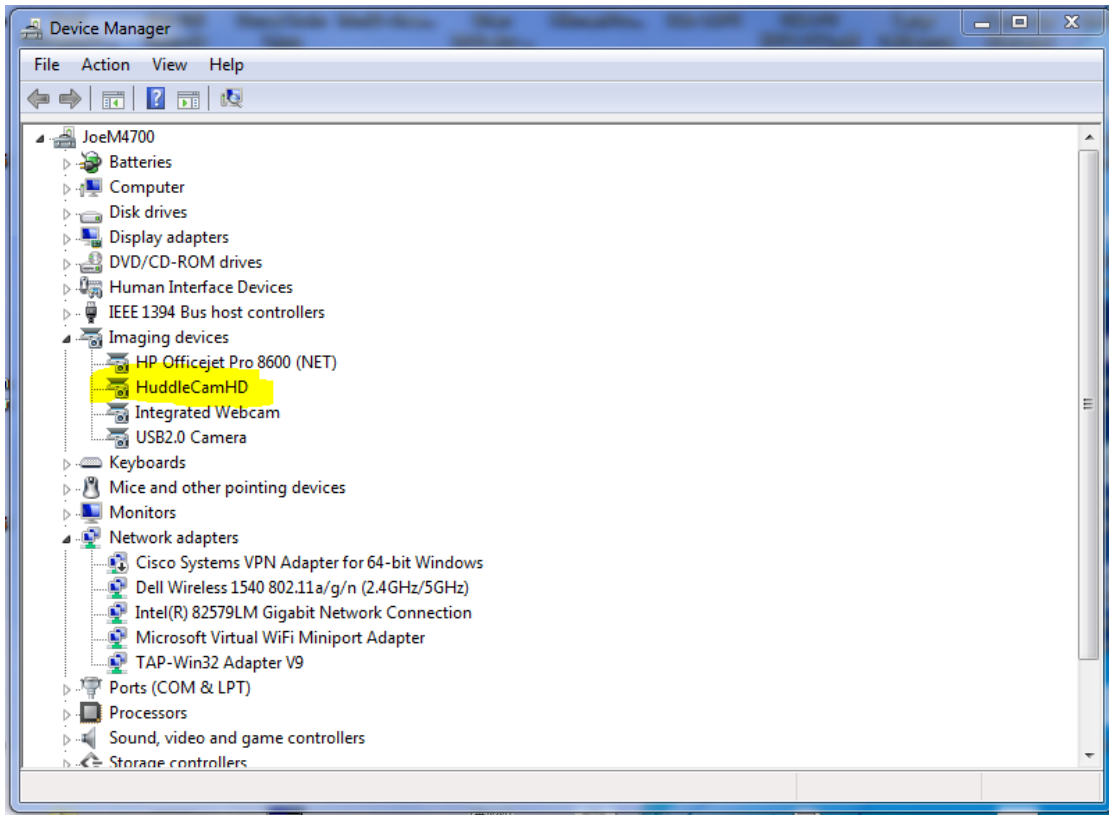 Device Manager
File Action View Help
JoeM4700
Batteries
Computer
Disk drives
Display adapters
DVD/CD-ROM drives
Human Interface Devices
IEEE 1394 Bus host controllers
Imaging devices
HP Officejet Pro 8600 (NET)
HuddleCamHD
Integrated Webcam
USB2.0 Camera
Keyboards
Mice and other pointing devices
Monitors
Network adapters
Cisco Systems VPN Adapter for 64-bit Windows
Dell Wireless 1540 802.11a/g/n (2.4GHz/5GHz)
Intel(R) 82579LM Gigabit Network Connection
Microsoft Virtual WiFi Miniport Adapter
TAP-Win32 Adapter V9
Ports (COM & LPT)
Processors
Sound, video and game controllers
Storage controllers